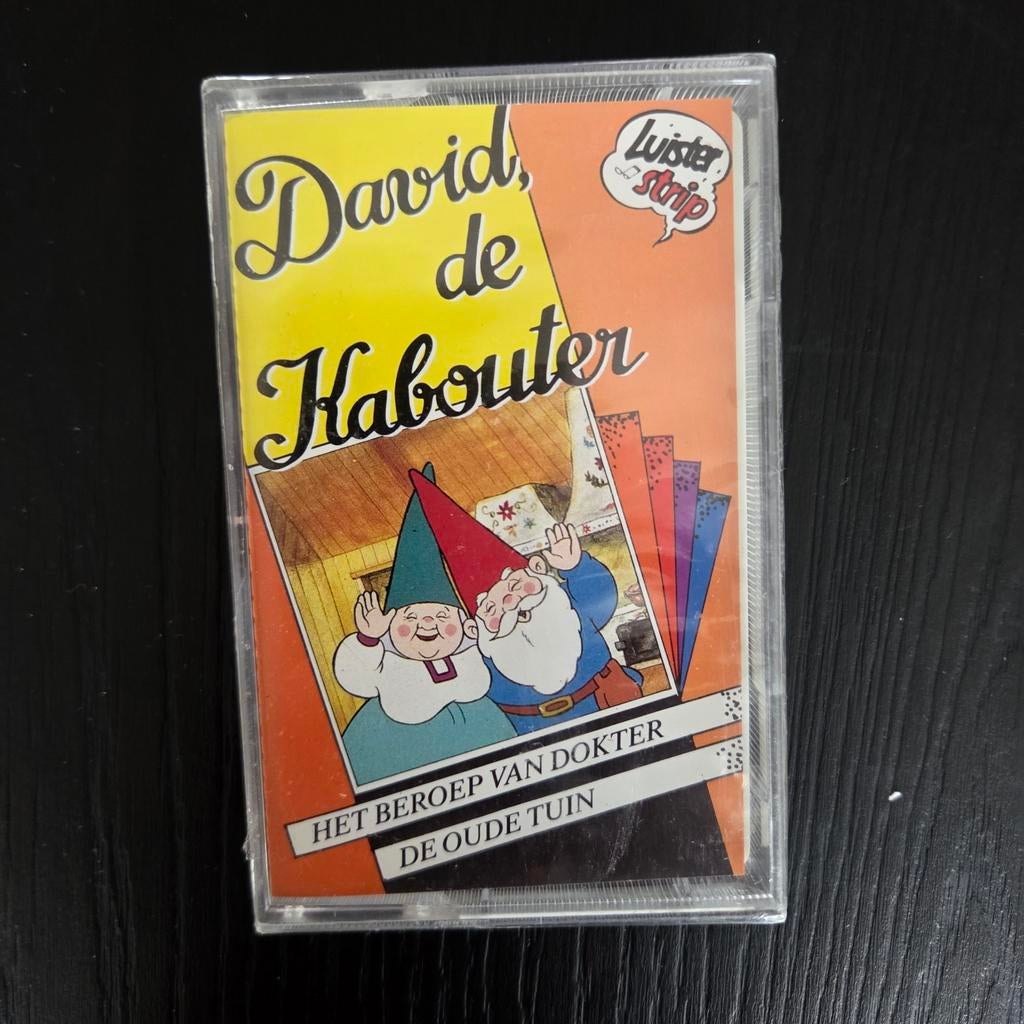 David,
de
Kabouter
Luister
strip
HET BEROEP VAN DOKTER
DE OUDE TUIN